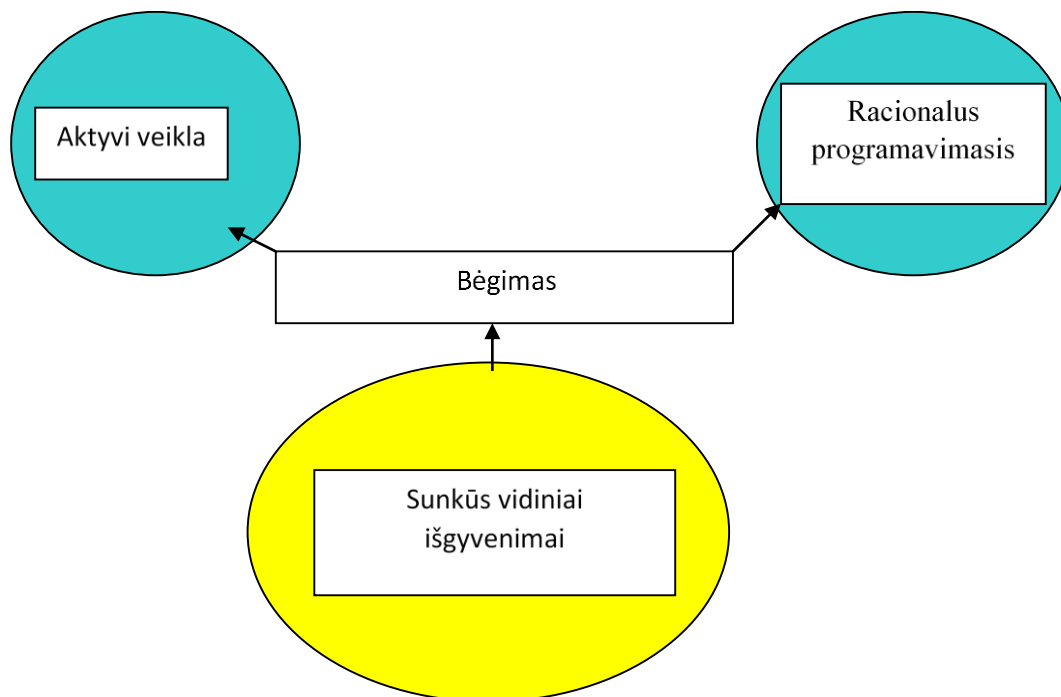 Aktyvi veikla
Racionalus
programavimasis
Bėgimas
Sunkūs vidiniai
išgyvenimai